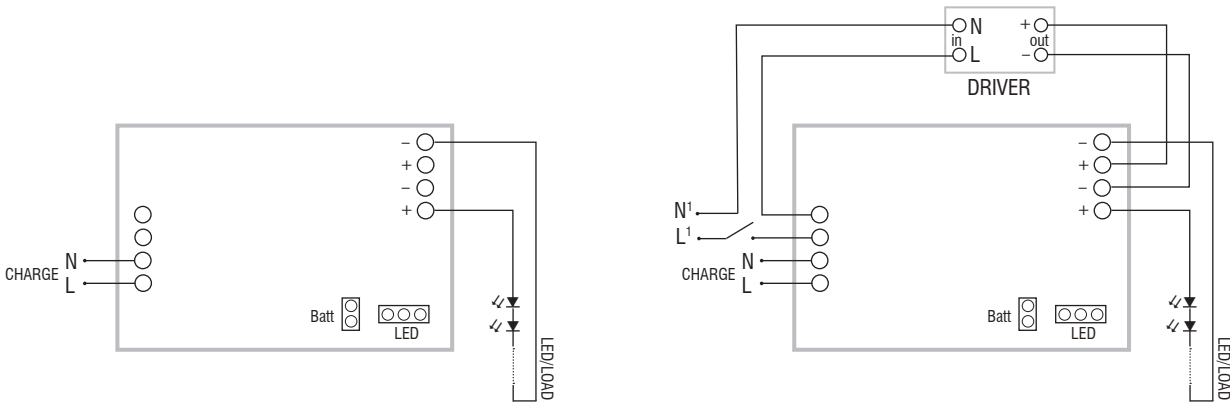 –
+
–
+
CHARGE N
L
Batt
LED
LED/LOAD
N +
in out
L –
DRIVER
–
+
–
+
N¹
L¹
CHARGE N
L
Batt
LED
LED/LOAD